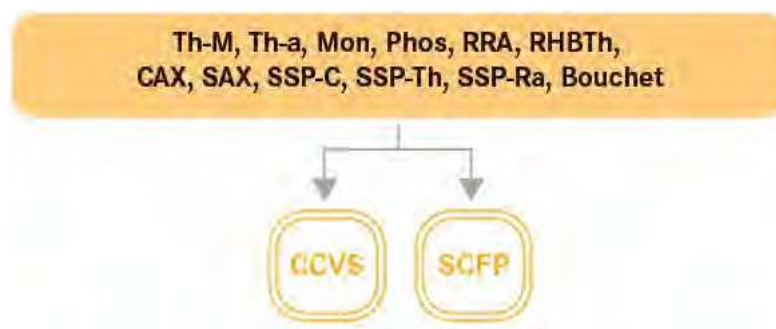 Th-M, Th-a, Mon, Phos, RRA, RHBTh,
CAX, SAX, SSP-C, SSP-Th, SSP-Ra, Bouchet
CCVS
SCFP